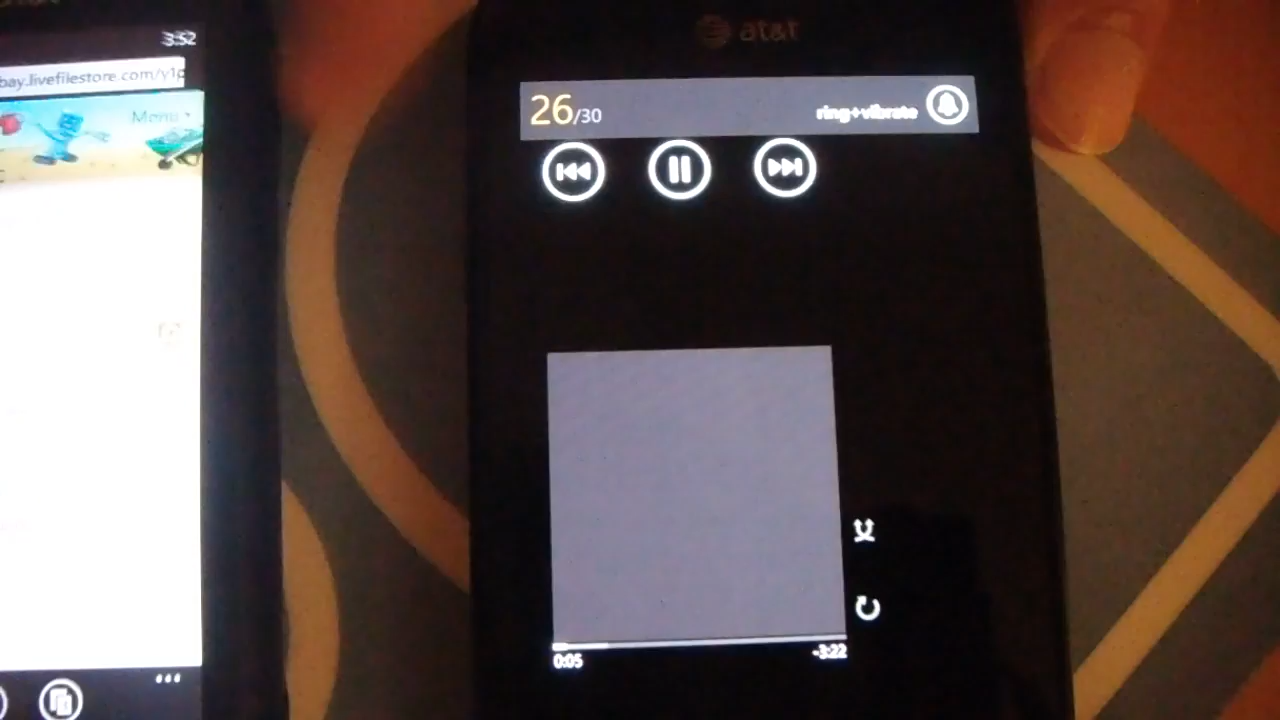 3:52
bay.livefilestore.com/y1p
Menu
at&t
26/30
ring+vibrate
0:05
-3:22